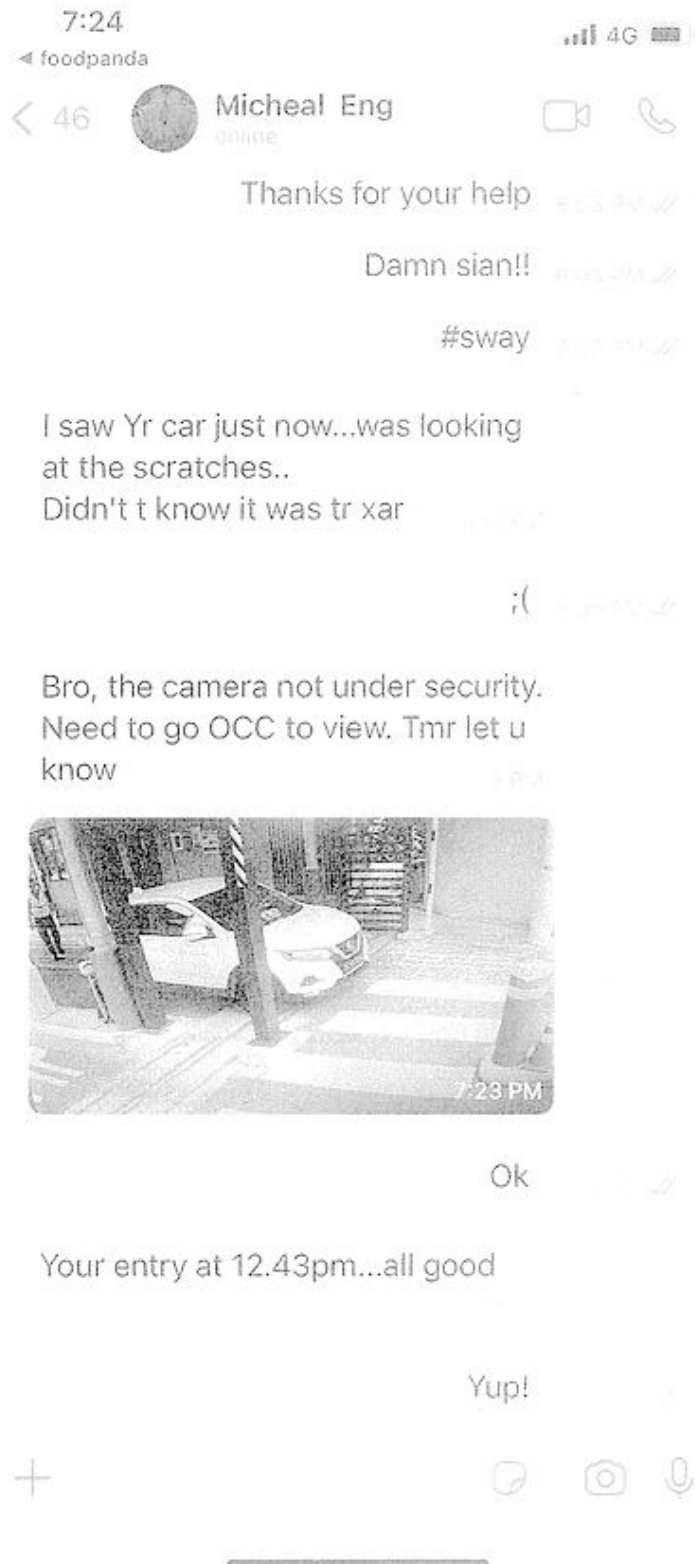 7:24
4G
foodpanda
46
Micheal Eng
online
Thanks for your help
Damn sian!!
#sway
I saw Yr car just now...was looking
at the scratches..
Didn't t know it was tr xar
;(
Bro, the camera not under security.
Need to go OCC to view. Tmr let u
know
7:23 PM
Ok
Your entry at 12.43pm...all good
Yup!